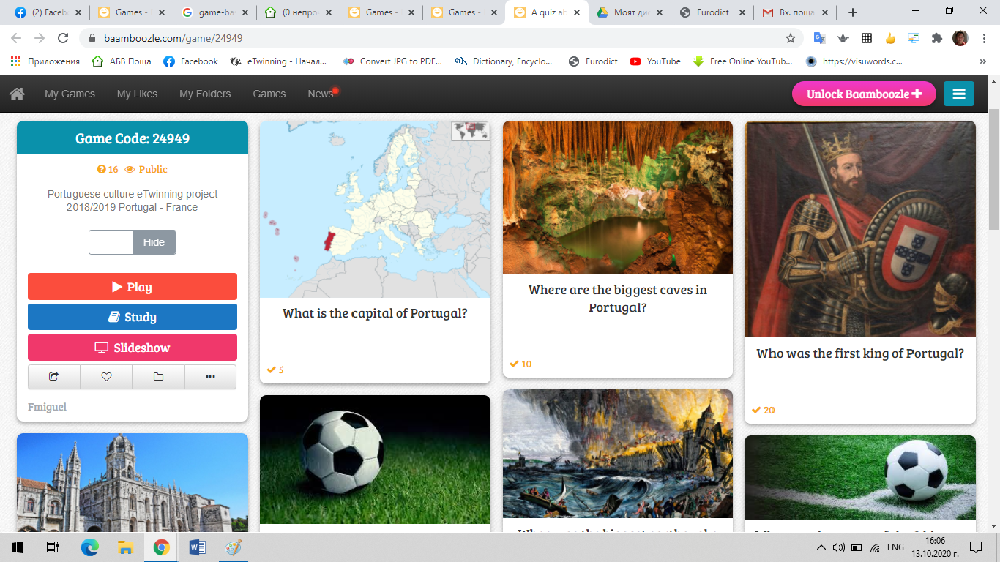 (2) Faceb
Games -
game-ba
(0 непро
Games -
Games -
A quiz ab
Моят ди
Eurodict
Вх. поща
baamboozle.com/game/24949
Приложения
АБВ Поща
Facebook
eTwinning - Начал...
Convert JPG to PDF...
Dictionary, Encyclo...
Eurodict
YouTube
Free Online YouTub...
https://visuwords.c...
»
My Games
My Likes
My Folders
Games
News
Unlock Baamboozle
Game Code: 24949
16 Public
Portuguese culture eTwinning project
2018/2019 Portugal - France
Hide
Play
Study
Slideshow
Fmiguel
What is the capital of Portugal?
5
Where are the biggest caves in
Portugal?
10
Who was the first king of Portugal?
20
ENG
16:06
13.10.2020 г.